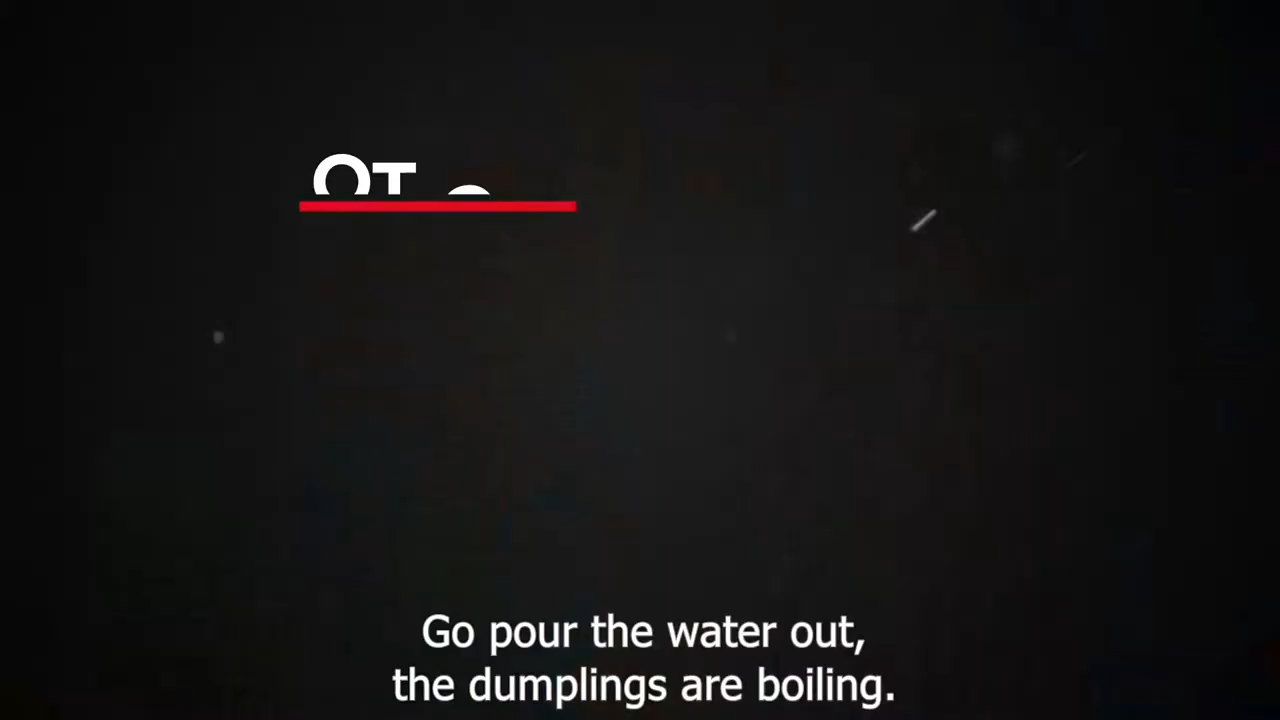 Go pour the water out,
the dumplings are boiling.